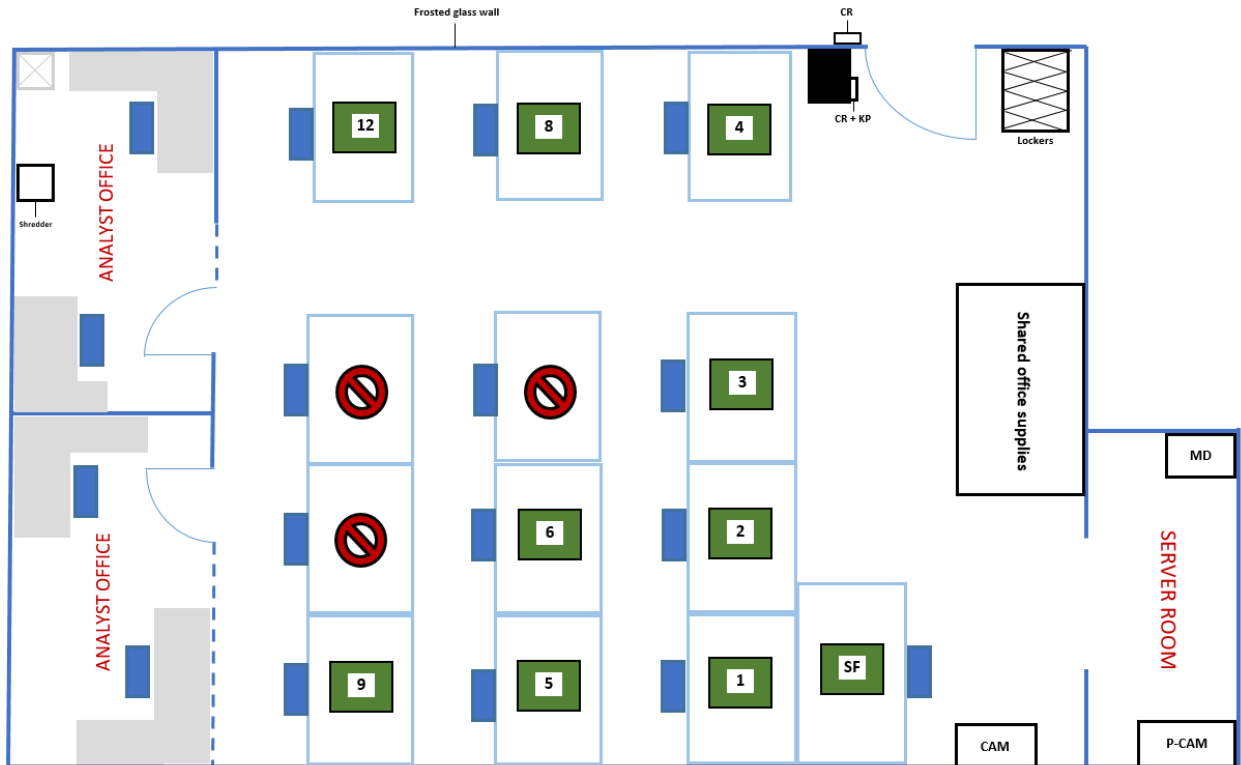 Frosted glass wall
CR
CR + KP
Lockers
12
8
4
Shredder
ANALYST OFFICE
3
Shared office supplies
MD
6
2
SERVER ROOM
ANALYST OFFICE
9
5
1
SF
CAM
P-CAM